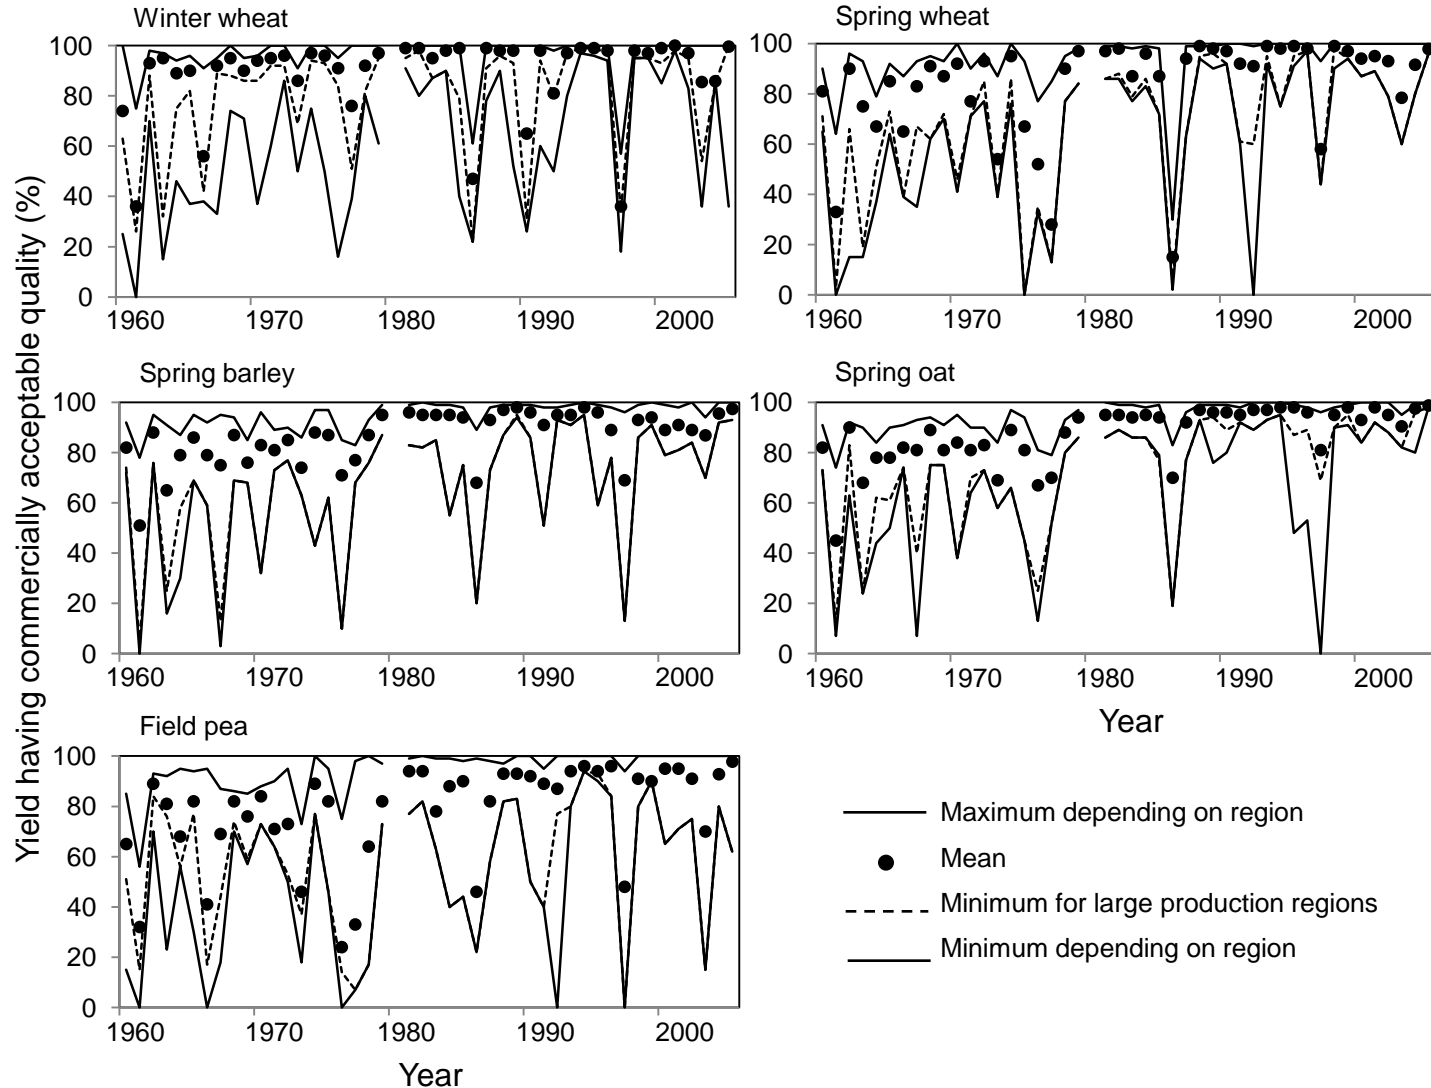 Yield having commercially acceptable quality (%)
Winter wheat
100
80
60
40
20
0
1960 1970 1980 1990 2000
Spring wheat
100
80
60
40
20
0
1960 1970 1980 1990 2000
Spring barley
100
80
60
40
20
0
1960 1970 1980 1990 2000
Spring oat
100
80
60
40
20
0
1960 1970 1980 1990 2000
Year
Field pea
100
80
60
40
20
0
1960 1970 1980 1990 2000
Year
Maximum depending on region
Mean
Minimum for large production regions
Minimum depending on region